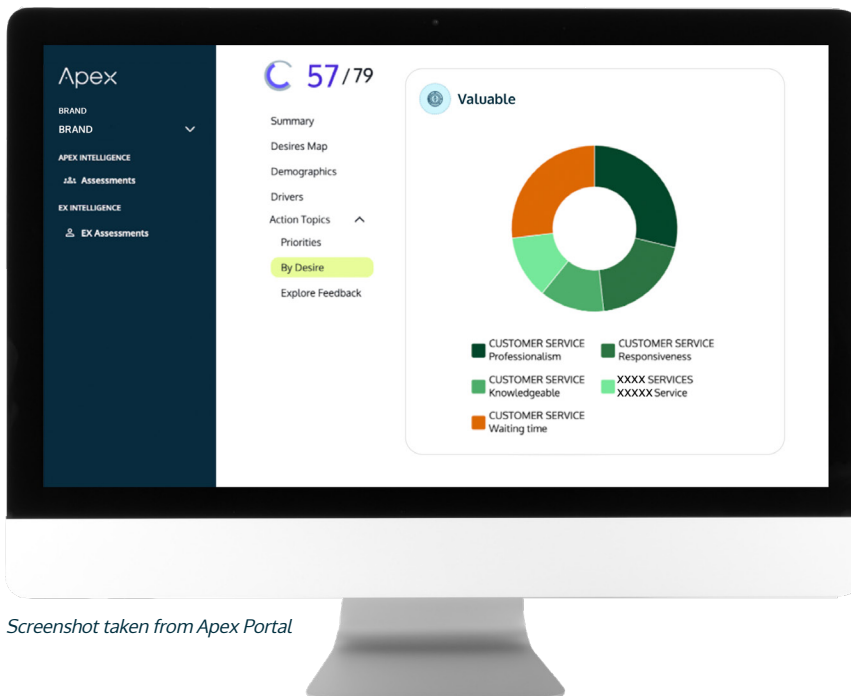 Apex
BRAND
BRAND
APEX INTELLIGENCE
Assessments
EX INTELLIGENCE
EX Assessments
57/79
Summary
Desires Map
Demographics
Drivers
Action Topics
Priorities
By Desire
Explore Feedback
Valuable
CUSTOMER SERVICE
Professionalism
CUSTOMER SERVICE
Responsiveness
CUSTOMER SERVICE
Knowledgeable
XXXX SERVICES
XXXXX Service
CUSTOMER SERVICE
Waiting time
Screenshot taken from Apex Portal